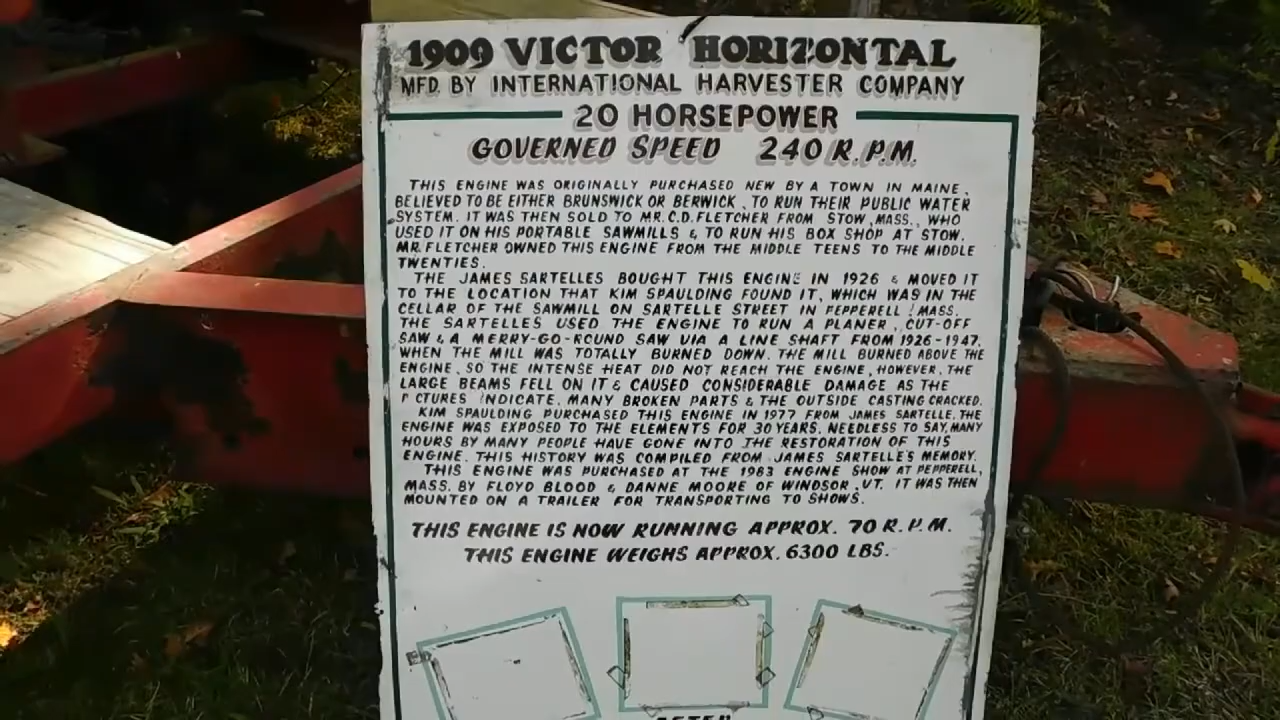 1909 VICTOR HORIZONTAL
MFD. BY INTERNATIONAL HARVESTER COMPANY
20 HORSEPOWER
GOVERNED SPEED 240 R.P.M.
THIS ENGINE WAS ORIGINALLY PURCHASED NEW BY A TOWN IN MAINE,
BELIEVED TO BE EITHER BRUNSWICK OR BERWICK, TO RUN THEIR PUBLIC WATER
SYSTEM. IT WAS THEN SOLD TO MR. C.D. FLETCHER FROM STOW, MASS., WHO
USED IT ON HIS PORTABLE SAWMILLS & TO RUN HIS BOX SHOP AT STOW.
MR. FLETCHER OWNED THIS ENGINE FROM THE MIDDLE TEENS TO THE MIDDLE
TWENTIES.
THE JAMES SARTELLES BOUGHT THIS ENGINE IN 1926 & MOVED IT
TO THE LOCATION THAT KIM SPAULDING FOUND IT, WHICH WAS IN THE
CELLAR OF THE SAWMILL ON SARTELLE STREET IN PEPPERELL, MASS.
THE SARTELLES USED THE ENGINE TO RUN A PLANER, CUT-OFF
SAW & A MERRY-GO-ROUND SAW VIA A LINE SHAFT FROM 1926-1947,
WHEN THE MILL WAS TOTALLY BURNED DOWN. THE MILL BURNED ABOVE THE
ENGINE, SO THE INTENSE HEAT DID NOT REACH THE ENGINE, HOWEVER, THE
LARGE BEAMS FELL ON IT & CAUSED CONSIDERABLE DAMAGE AS THE
P CTURES INDICATE. MANY BROKEN PARTS & THE OUTSIDE CASTING CRACKED.
KIM SPAULDING PURCHASED THIS ENGINE IN 1977 FROM JAMES SARTELLE. THE
ENGINE WAS EXPOSED TO THE ELEMENTS FOR 30 YEARS. NEEDLESS TO SAY, MANY
HOURS BY MANY PEOPLE HAVE GONE INTO THE RESTORATION OF THIS
ENGINE. THIS HISTORY WAS COMPILED FROM JAMES SARTELLE'S MEMORY.
THIS ENGINE WAS PURCHASED AT THE 1983 ENGINE SHOW AT PEPPERELL,
MASS. BY FLOYD BLOOD & DANNE MOORE OF WINDSOR, VT. IT WAS THEN
MOUNTED ON A TRAILER FOR TRANSPORTING TO SHOWS.
THIS ENGINE IS NOW RUNNING APPROX. 70 R.P.M.
THIS ENGINE WEIGHS APPROX. 6300 LBS.
AFTER